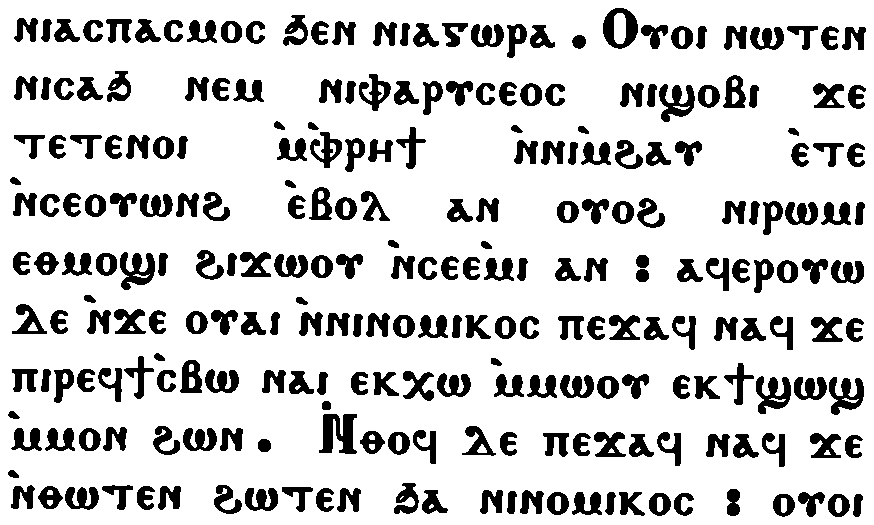 ⲛⲓⲁⲥⲡⲁⲥⲙⲟⲥ ϧⲉⲛ ⲛⲓⲁⲅⲱⲣⲁ . Ⲟⲩⲟⲓ ⲛⲱⲧⲉⲛ
ⲛⲓⲥⲁϧ ⲛⲉⲙ ⲛⲓⲫⲁⲣⲩⲥⲉⲟⲥ ⲛⲓϣⲟⲃⲓ ϫⲉ
ⲧⲉⲧⲉⲛⲟⲓ ⲙ̀ⲫ̀ⲣⲏϯ ⲛ̀ⲛⲓⲙ̀ϩⲁⲩ ⲉ̀ⲧⲉ
ⲛ̀ⲥⲉⲟⲩⲱⲛϩ ⲉ̀ⲃⲟⲗ ⲁⲛ ⲟⲩⲟϩ ⲛⲓⲣⲱⲙⲓ
ⲉⲑⲙⲟϣⲓ ϩⲓϫⲱⲟⲩ ⲛ̀ⲥⲉⲉ̀ⲙⲓ ⲁⲛ : ⲁϥⲉⲣⲟⲩⲱ
ⲇⲉ ⲛ̀ϫⲉ ⲟⲩⲁⲓ ⲛ̀ⲛⲓⲛⲟⲙⲓⲕⲟⲥ ⲡⲉϫⲁϥ ⲛⲁϥ ϫⲉ
ⲡⲓⲣⲉϥϯⲥ̀ⲃⲱ ⲛⲁⲓ ⲉⲕϫⲱ ⲙ̀ⲙⲱⲟⲩ ⲉⲕϯϣⲱϣ
ⲙ̀ⲙⲟⲛ ϩⲱⲛ . Ⲛ̀ⲑⲟϥ ⲇⲉ ⲡⲉϫⲁϥ ⲛⲁϥ ϫⲉ
ⲛ̀ⲑⲱⲧⲉⲛ ϩⲱⲧⲉⲛ ϧⲁ ⲛⲓⲛⲟⲙⲓⲕⲟⲥ : ⲟⲩⲟⲓ